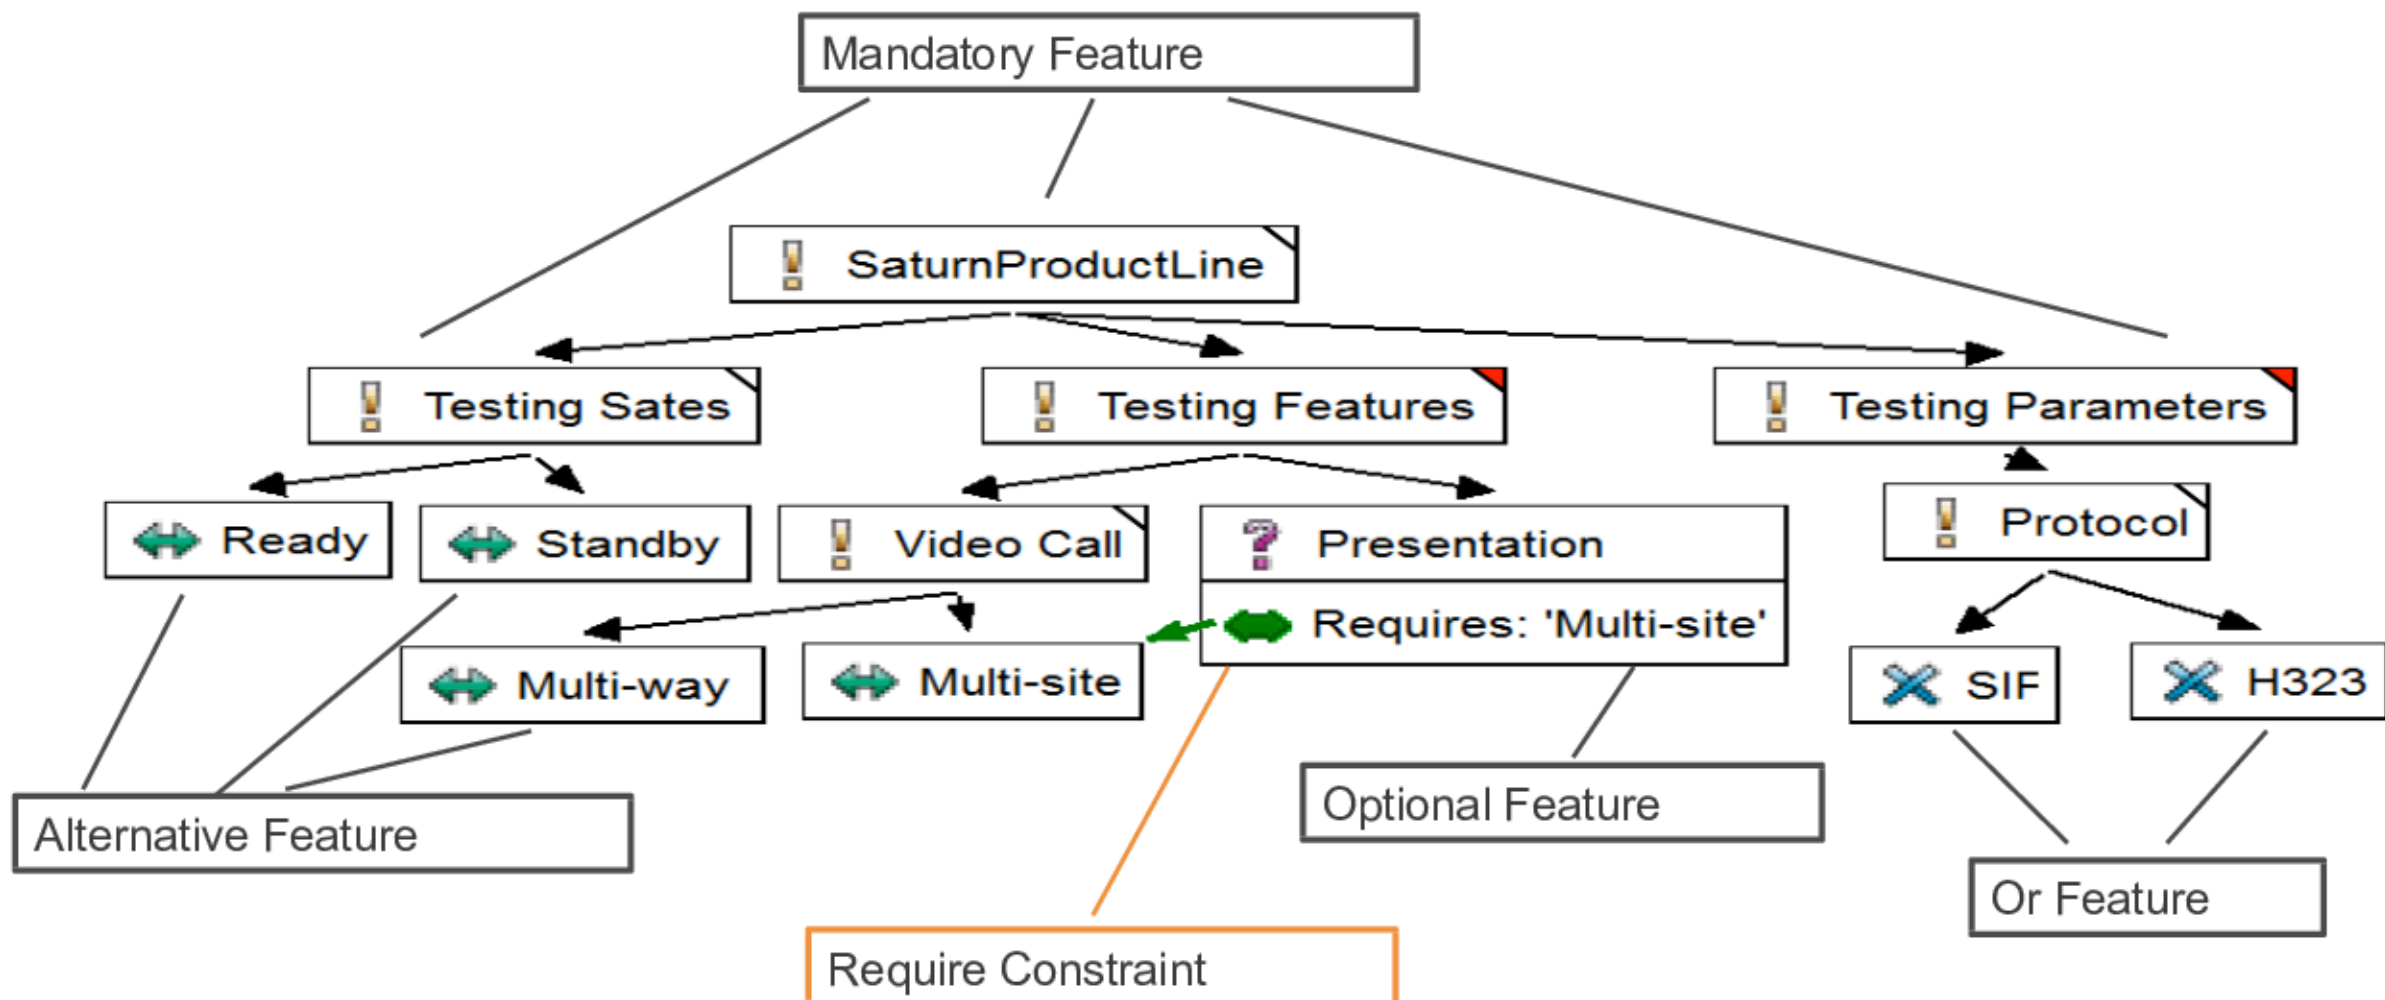 Mandatory Feature
SaturnProductLine
Testing Sates
Testing Features
Testing Parameters
Ready
Standby
Video Call
Presentation
Protocol
Requires: 'Multi-site'
Multi-way
Multi-site
SIF
H323
Alternative Feature
Optional Feature
Or Feature
Require Constraint